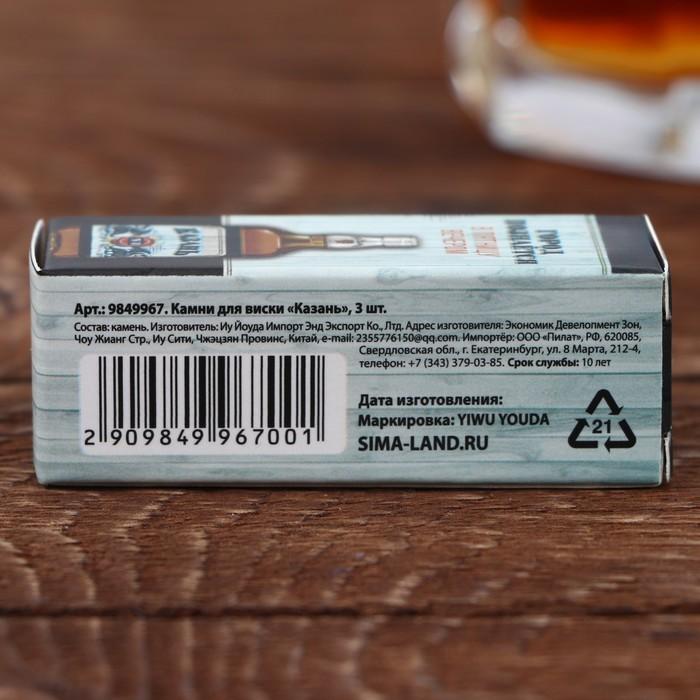 КАЗАНЬ
ГОРОД
Арт.: 9849967. Камни для виски «Казань», 3 шт.
Состав: камень. Изготовитель: Иу Йоуда Импорт Энд Экспорт Ко., Лтд. Адрес изготовителя: Экономик Девелопмент Зон,
Чоу Жианг Стр., Иу Сити, Чжэцзян Провинс, Китай, e-mail: 2355776150@qq.com. Импортёр: ООО «Пилат», РФ, 620085,
Свердловская обл., г. Екатеринбург, ул. 8 Марта, 212-4,
телефон: +7 (343) 379-03-85. Срок службы: 10 лет
2 909849 967001
Дата изготовления:
Маркировка: YIWU YOUDA
SIMA-LAND.RU
21